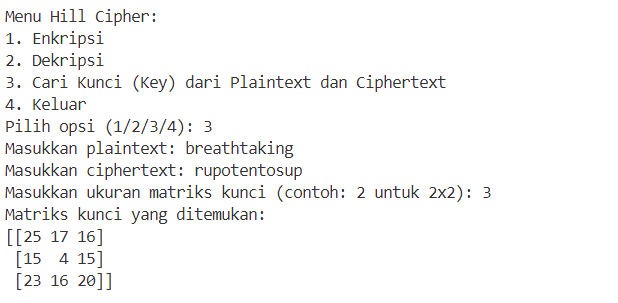 Menu Hill Cipher:
1. Enkripsi
2. Dekripsi
3. Cari Kunci (Key) dari Plaintext dan Ciphertext
4. Keluar
Pilih opsi (1/2/3/4): 3
Masukkan plaintext: breathtaking
Masukkan ciphertext: rupotentosup
Masukkan ukuran matriks kunci (contoh: 2 untuk 2x2): 3
Matriks kunci yang ditemukan:
[[25 17 16]
 [15  4 15]
 [23 16 20]]